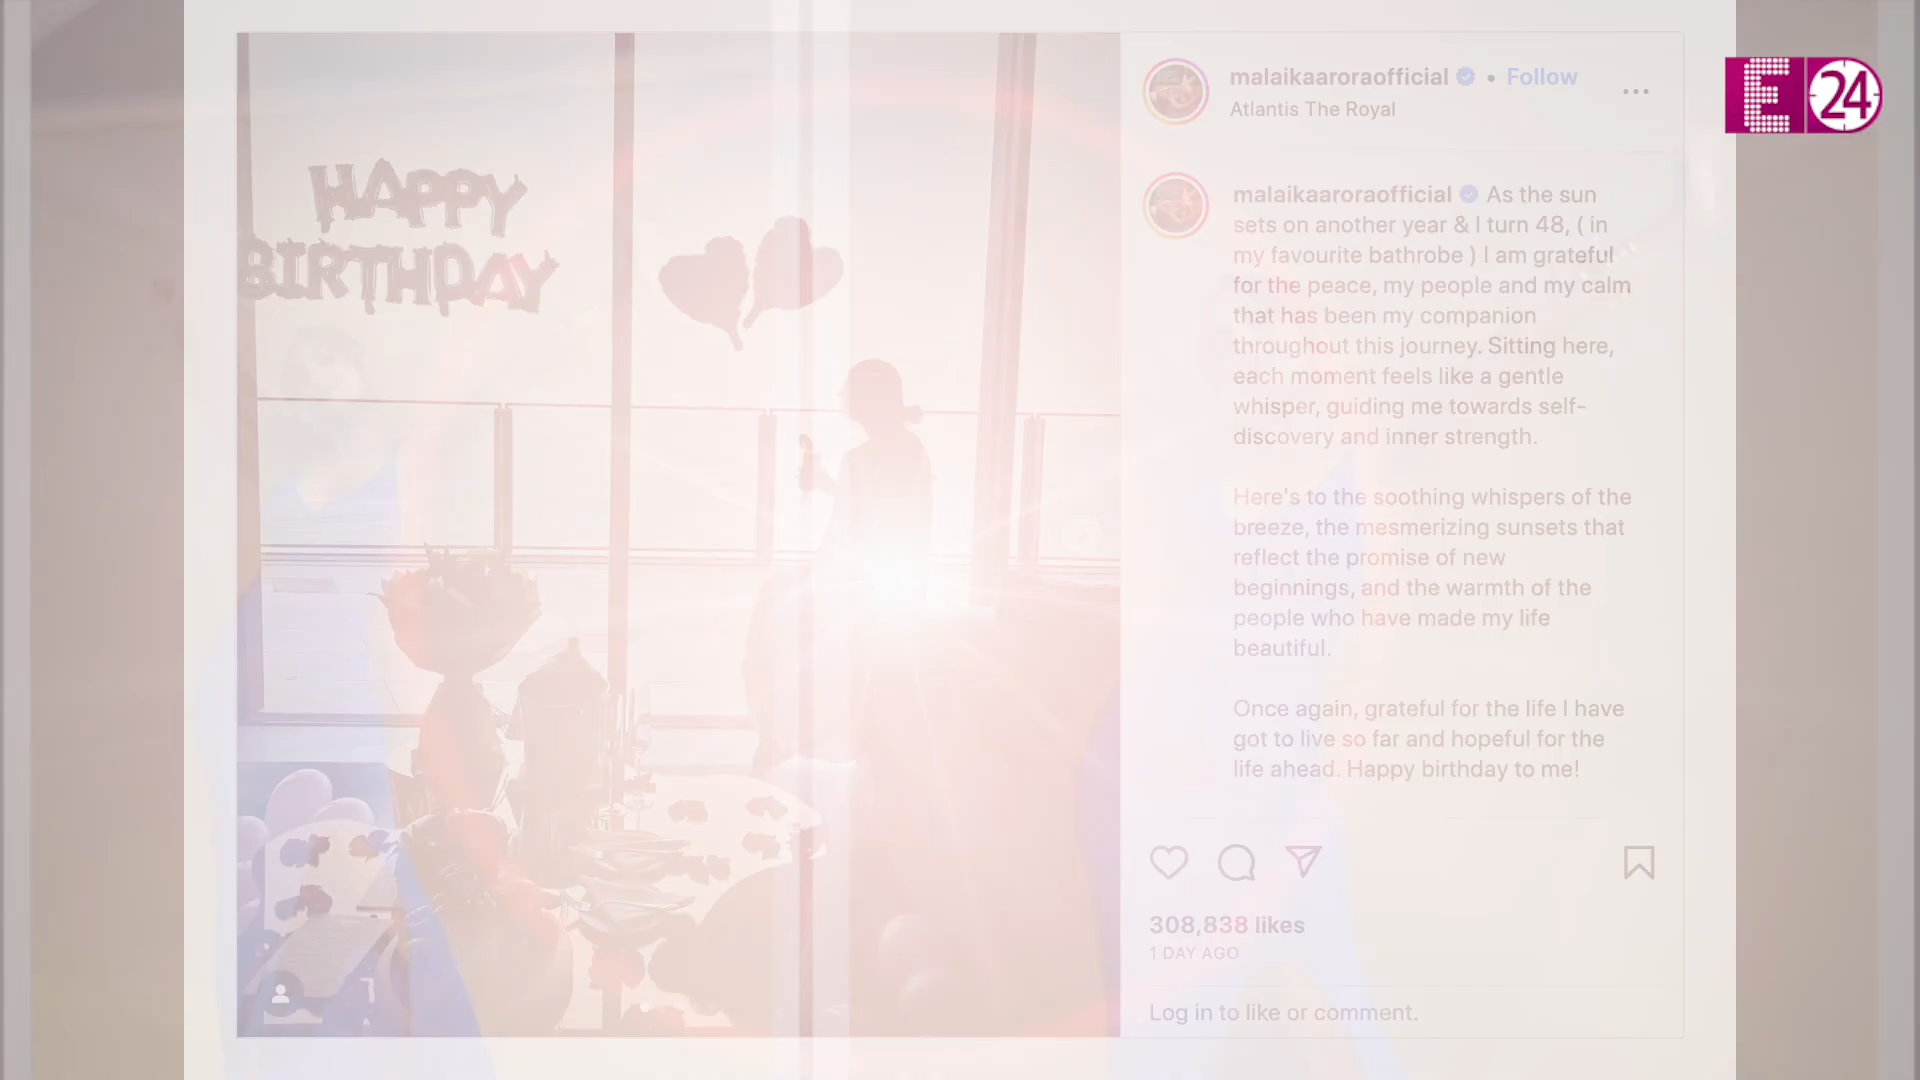 HAPPY
BIRTHDAY
malaikaaroraofficial • Follow
Atlantis The Royal
E 24
malaikaaroraofficial As the sun
sets on another year & I turn 48, ( in
my favourite bathrobe ) I am grateful
for the peace, my people and my calm
that has been my companion
throughout this journey. Sitting here,
each moment feels like a gentle
whisper, guiding me towards self-
discovery and inner strength.
Here's to the soothing whispers of the
breeze, the mesmerizing sunsets that
reflect the promise of new
beginnings, and the warmth of the
people who have made my life
beautiful.
Once again, grateful for the life I have
got to live so far and hopeful for the
life ahead. Happy birthday to me!
308,838 likes
1 DAY AGO
Log in to like or comment.